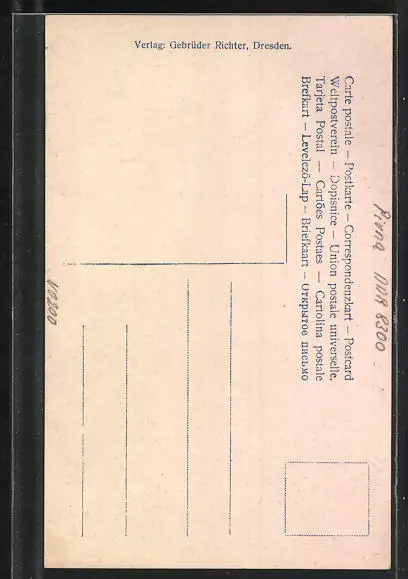 Verlag: Gebrüder Richter, Dresden.
Carte postale — Postkarte — Correspondenzkart — Postcard
Weltpostverein — Dopisnice — Union postale universelle.
Tarjeta Postal — Cartões Postaes — Cartolina postale
Brefkart — Levelező-Lap — Briefkaart — Открытое письмо
Pirna DDR 8300
V0200